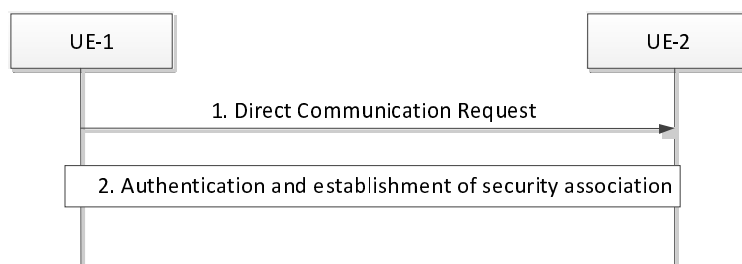 UE-1
UE-2
1. Direct Communication Request
2. Authentication and establishment of security association